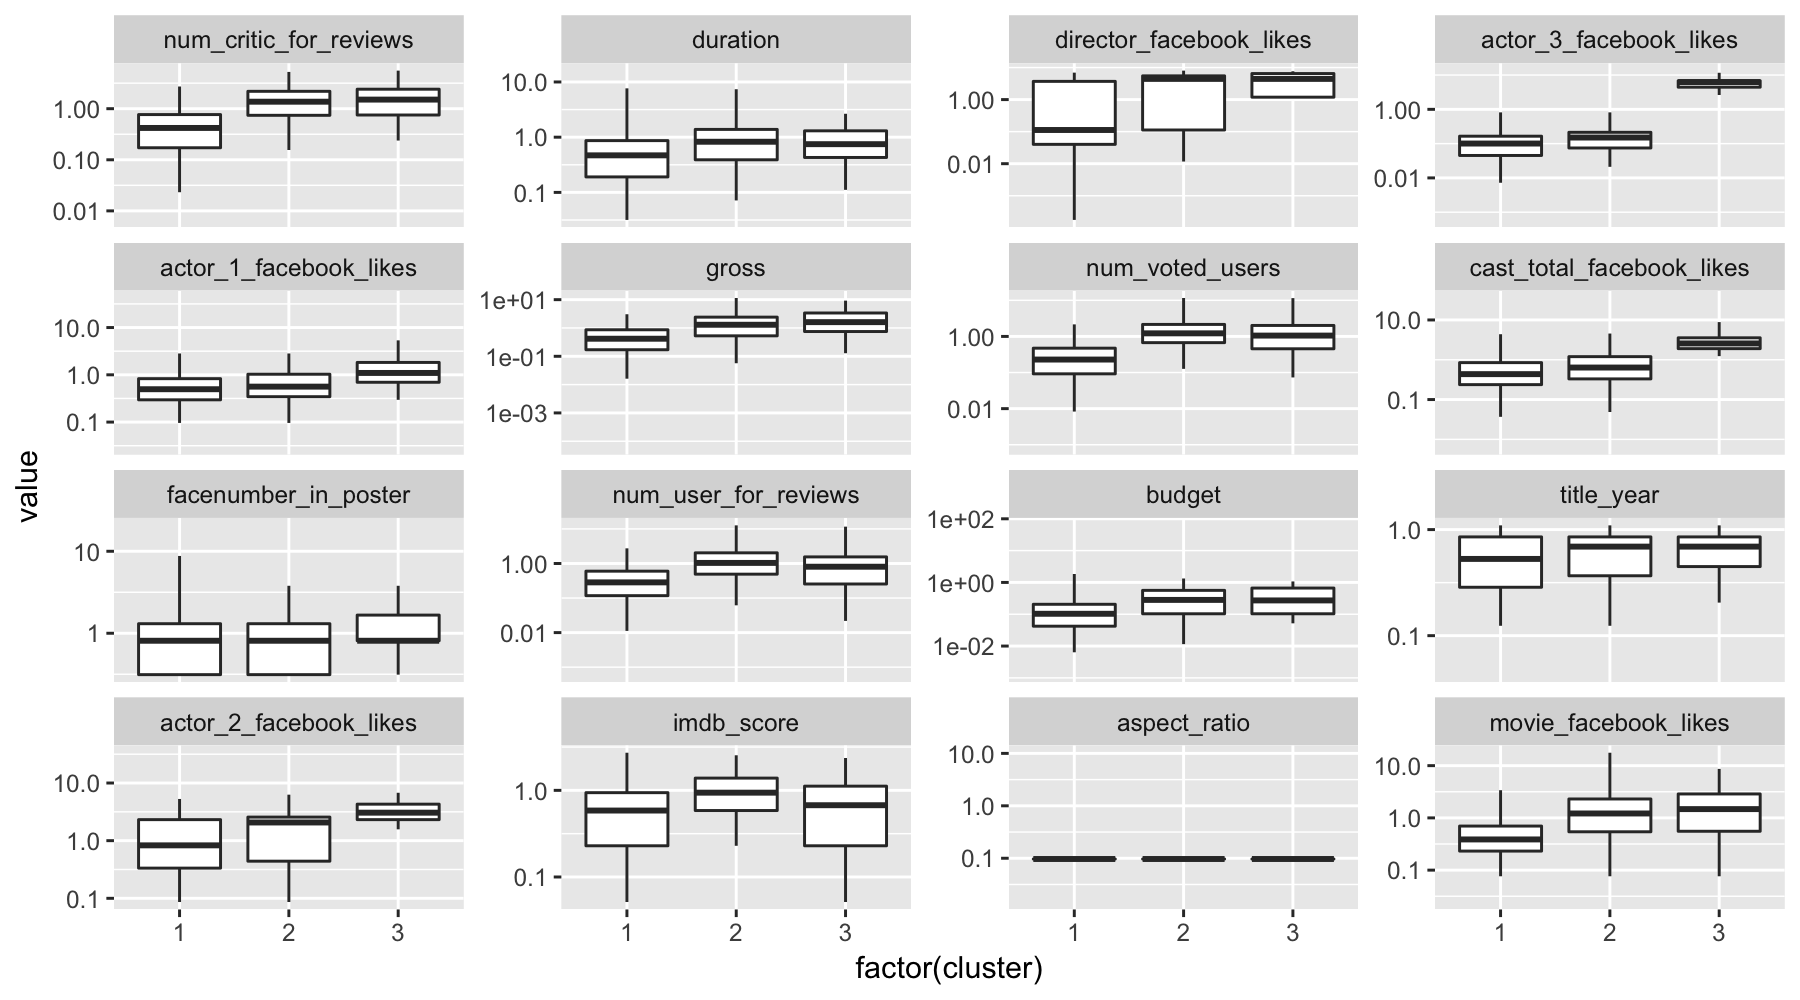 num_critic_for_reviews
duration
director_facebook_likes
actor_3_facebook_likes
1.00
0.10
0.01
10.0
1.0
0.1
1.00
0.01
1.00
0.01
actor_1_facebook_likes
gross
num_voted_users
cast_total_facebook_likes
10.0
1.0
0.1
1e+01
1e-01
1e-03
1.00
0.01
10.0
0.1
value
facenumber_in_poster
num_user_for_reviews
budget
title_year
10
1
1.00
0.01
1e+02
1e+00
1e-02
1.0
0.1
actor_2_facebook_likes
imdb_score
aspect_ratio
movie_facebook_likes
10.0
1.0
0.1
1.0
0.1
10.0
1.0
0.1
10.0
1.0
0.1
1 2 3
1 2 3
1 2 3
1 2 3
factor(cluster)